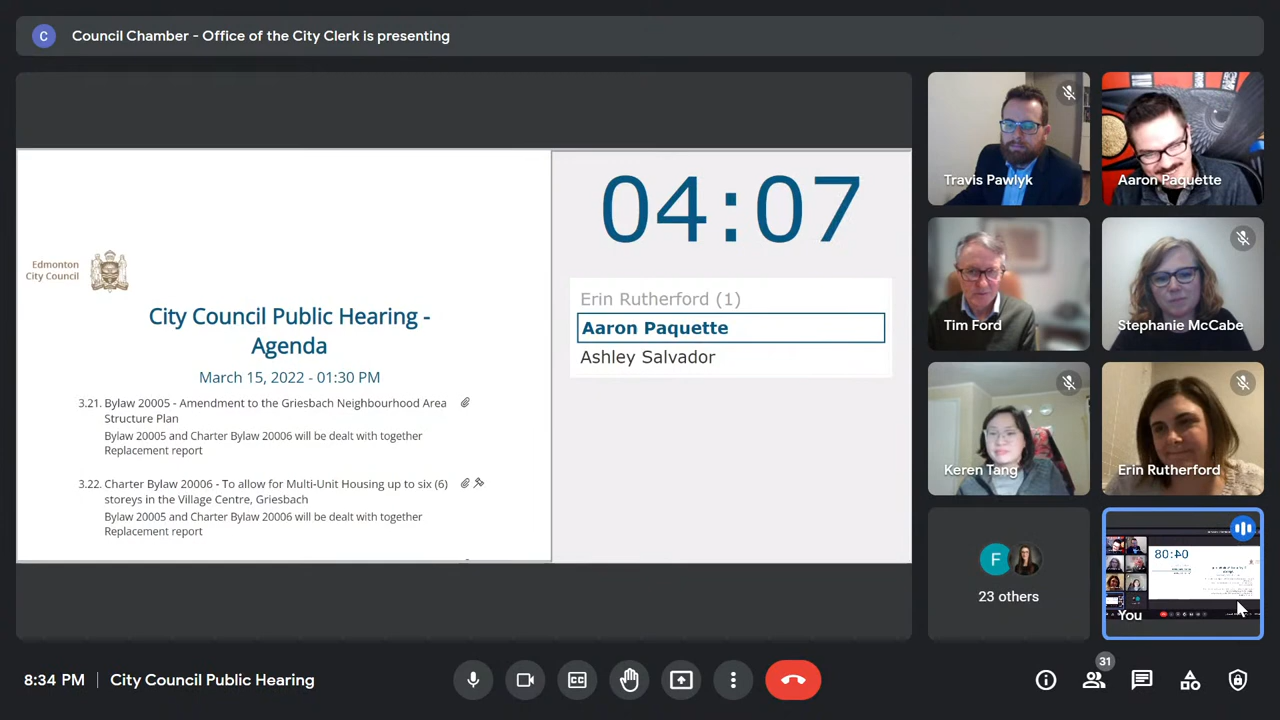 C
Council Chamber - Office of the City Clerk is presenting
Edmonton
City Council
City Council Public Hearing -
Agenda
March 15, 2022 - 01:30 PM
3.21. Bylaw 20005 - Amendment to the Griesbach Neighbourhood Area
Structure Plan
Bylaw 20005 and Charter Bylaw 20006 will be dealt with together
Replacement report
3.22. Charter Bylaw 20006 - To allow for Multi-Unit Housing up to six (6)
storeys in the Village Centre, Griesbach
Bylaw 20005 and Charter Bylaw 20006 will be dealt with together
Replacement report
04:07
Erin Rutherford (1)
Aaron Paquette
Ashley Salvador
Travis Pawlyk
Aaron Paquette
Tim Ford
Stephanie McCabe
Keren Tang
Erin Rutherford
F
23 others
04:08
You
8:34 PM
City Council Public Hearing
31